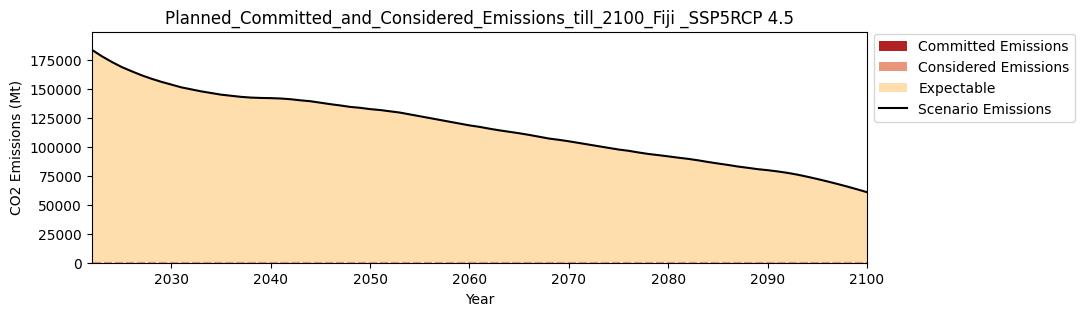 Planned_Committed_and_Considered_Emissions_till_2100_Fiji _SSP5RCP 4.5
CO2 Emissions (Mt)
175000
150000
125000
100000
75000
50000
25000
0
2030 2040 2050 2060 2070 2080 2090 2100
Year
Committed Emissions
Considered Emissions
Expectable
Scenario Emissions